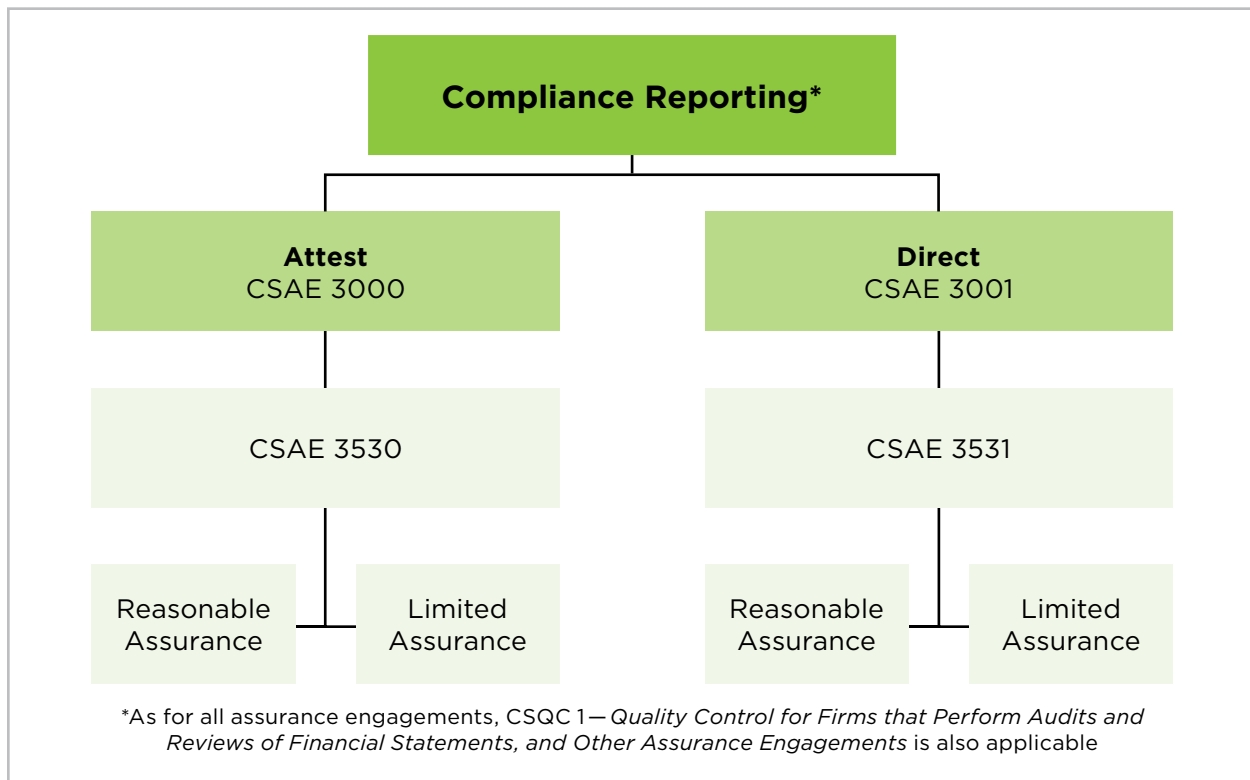 Compliance Reporting*
Attest
CSAE 3000
Direct
CSAE 3001
CSAE 3530
CSAE 3531
Reasonable
Assurance
Limited
Assurance
Reasonable
Assurance
Limited
Assurance
*As for all assurance engagements, CSQC 1—Quality Control for Firms that Perform Audits and
Reviews of Financial Statements, and Other Assurance Engagements is also applicable